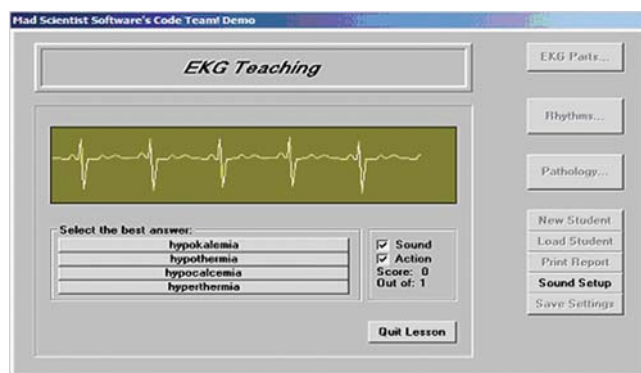 Mad Scientist Software's Code Team! Demo
EKG Teaching
Select the best answer:
hypokalemia
hypothermia
hypocalcemia
hyperthermia
Sound
Action
Score: 0
Out of: 1
Quit Lesson
EKG Parts...
Rhythms...
Pathology...
New Student
Load Student
Print Report
Sound Setup
Save Settings